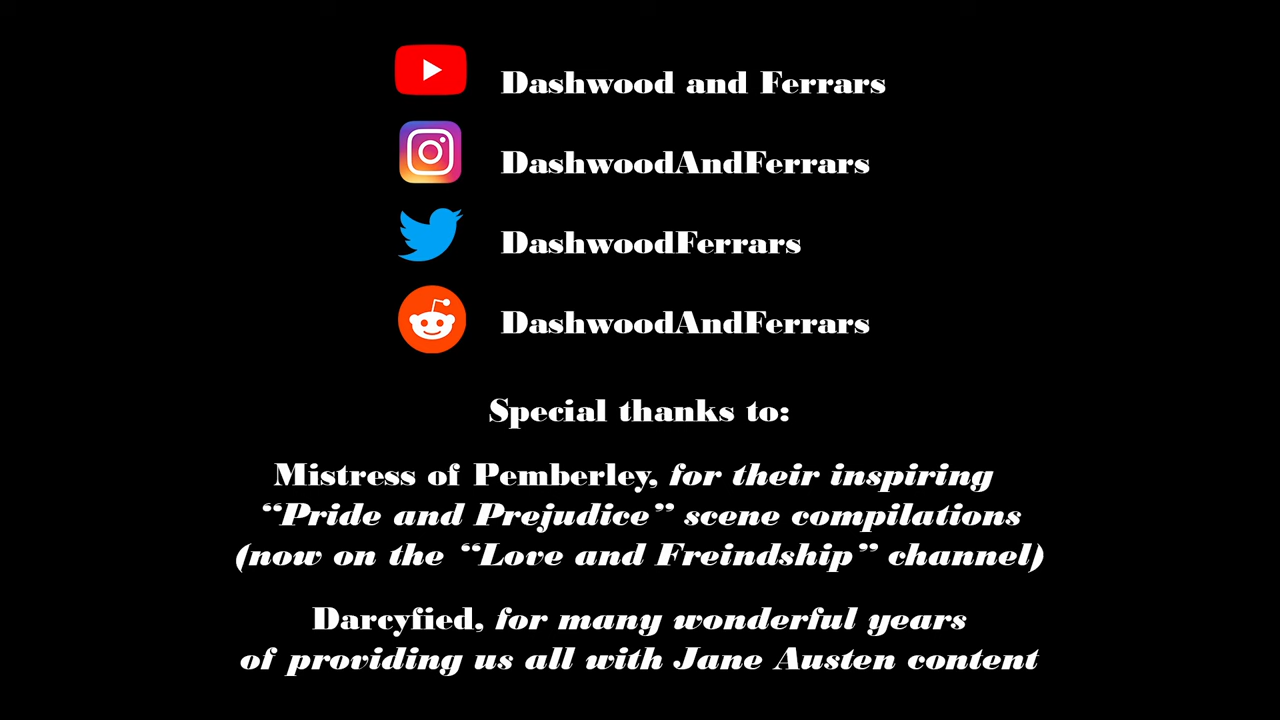 Dashwood and Ferrars
DashwoodAndFerrars
DashwoodFerrars
DashwoodAndFerrars
Special thanks to:
Mistress of Pemberley, for their inspiring
“Pride and Prejudice” scene compilations
(now on the “Love and Freindship” channel)
Darcyfied, for many wonderful years
of providing us all with Jane Austen content